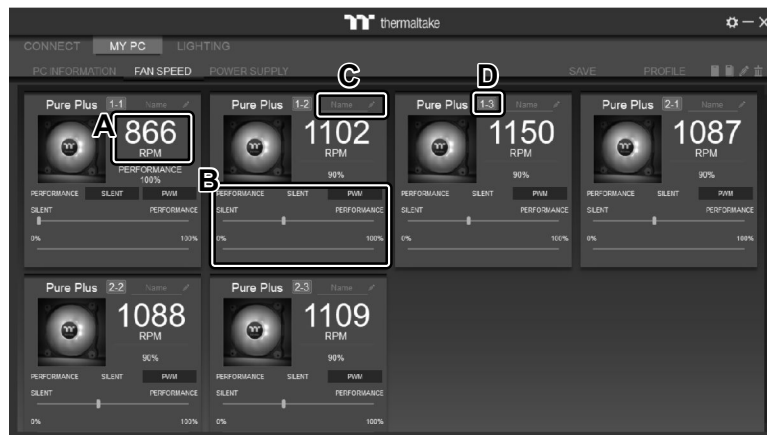 thermaltake
CONNECT MY PC LIGHTING
PC INFORMATION FAN SPEED POWER SUPPLY SAVE PROFILE
Pure Plus 1-1 Name
A
866
RPM
PERFORMANCE
100%
PERFORMANCE SILENT PWM
SILENT PERFORMANCE
0% 100%
C
Pure Plus 1-2 Name
1102
RPM
90%
B
PERFORMANCE SILENT PWM
SILENT PERFORMANCE
0% 100%
D
Pure Plus 1-3 Name
1150
RPM
90%
PERFORMANCE SILENT PWM
SILENT PERFORMANCE
0% 100%
Pure Plus 2-1 Name
1087
RPM
90%
PERFORMANCE SILENT PWM
SILENT PERFORMANCE
0% 100%
Pure Plus 2-2 Name
1088
RPM
90%
PERFORMANCE SILENT PWM
SILENT PERFORMANCE
0% 100%
Pure Plus 2-3 Name
1109
RPM
90%
PERFORMANCE SILENT PWM
SILENT PERFORMANCE
0% 100%